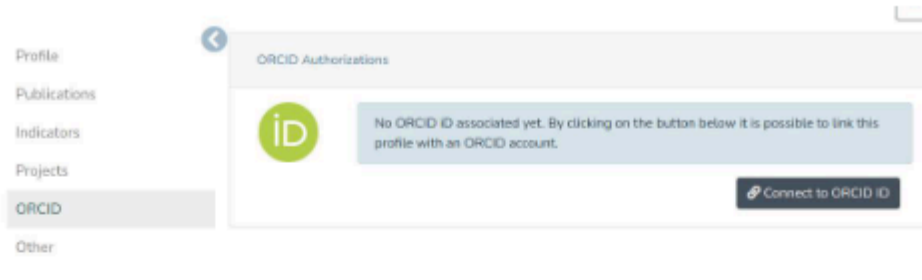 Profile
Publications
Indicators
Projects
ORCID
Other
ORCID Authorizations
iD
No ORCID iD associated yet. By clicking on the button below it is possible to link this
profile with an ORCID account.
Connect to ORCID iD